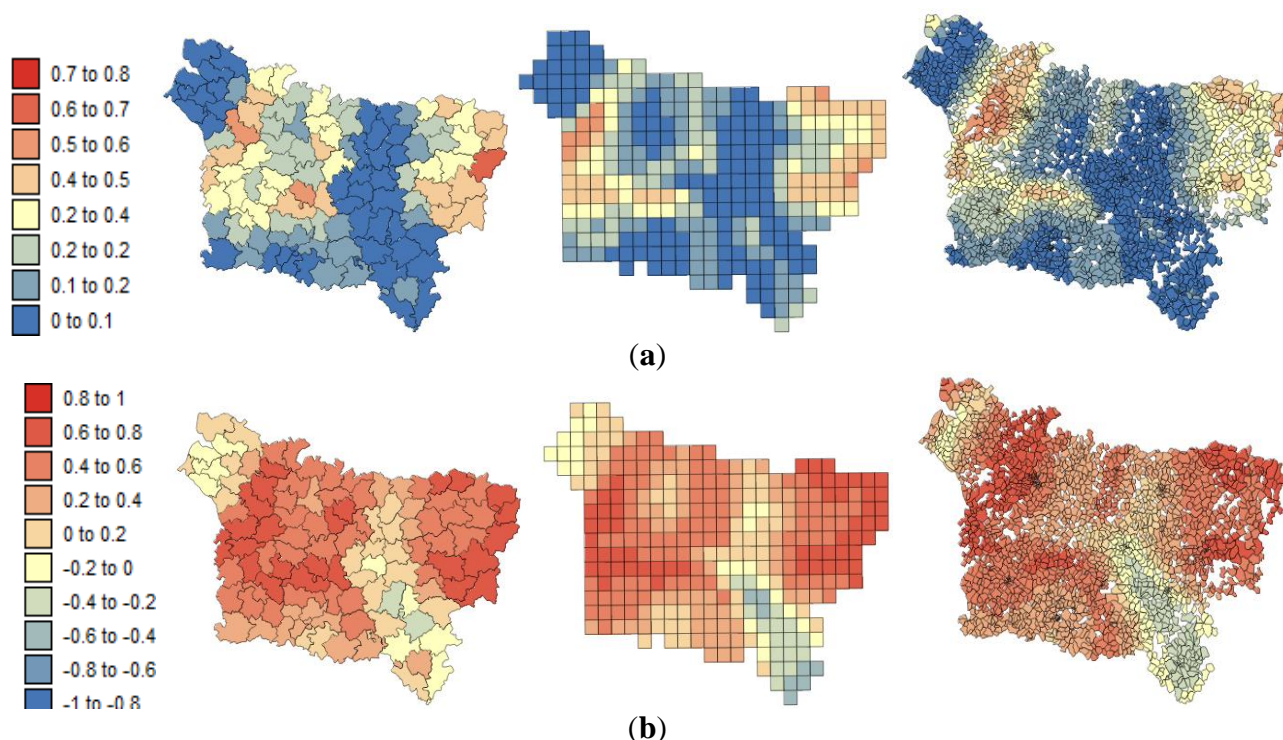 0.7 to 0.8
0.6 to 0.7
0.5 to 0.6
0.4 to 0.5
0.2 to 0.4
0.2 to 0.2
0.1 to 0.2
0 to 0.1
(a)
0.8 to 1
0.6 to 0.8
0.4 to 0.6
0.2 to 0.4
0 to 0.2
-0.2 to 0
-0.4 to -0.2
-0.6 to -0.4
-0.8 to -0.6
-1 to -0.8
(b)